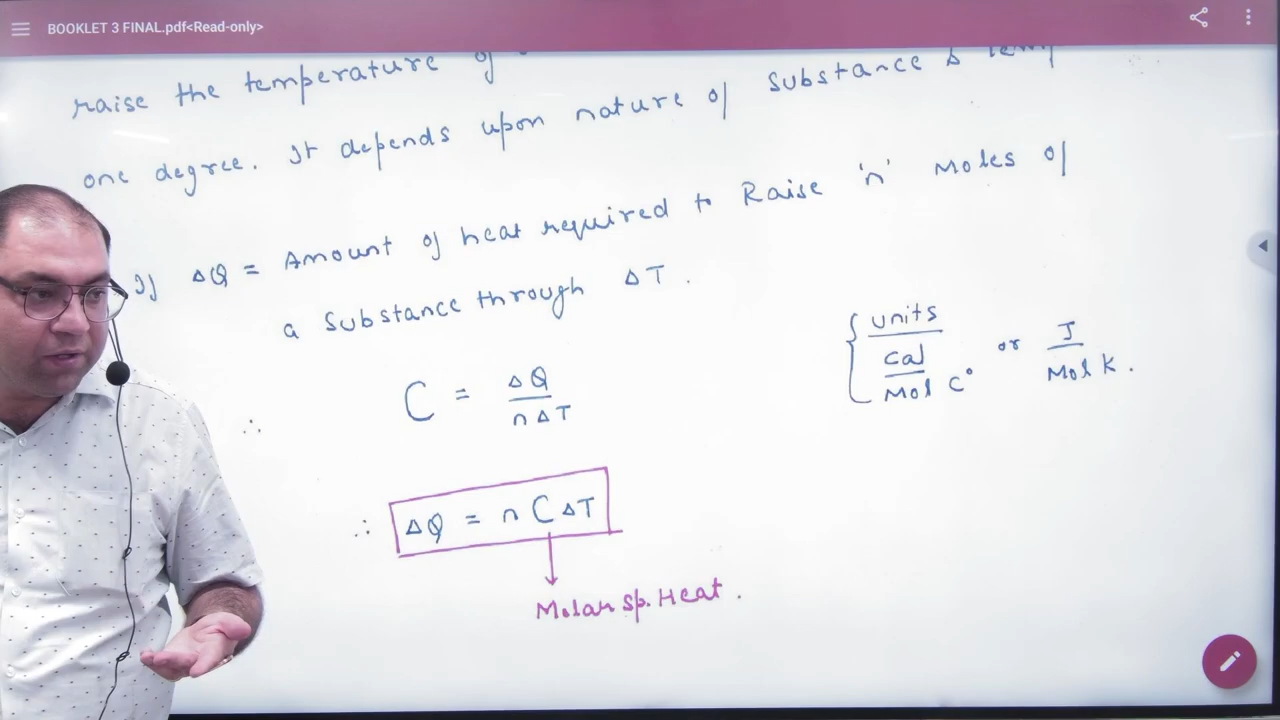 BOOKLET 3 FINAL.pdf<Read-only>
raise the temperature of
one degree. It depends upon nature of substance & temp
If ΔQ = Amount of heat required to Raise 'n' Moles of
a Substance through ΔT.
∴ C = ΔQ / nΔT
{ units
Cal / Mol C° or J / Mol K.
∴ ΔQ = n C ΔT
Molar sp. Heat.